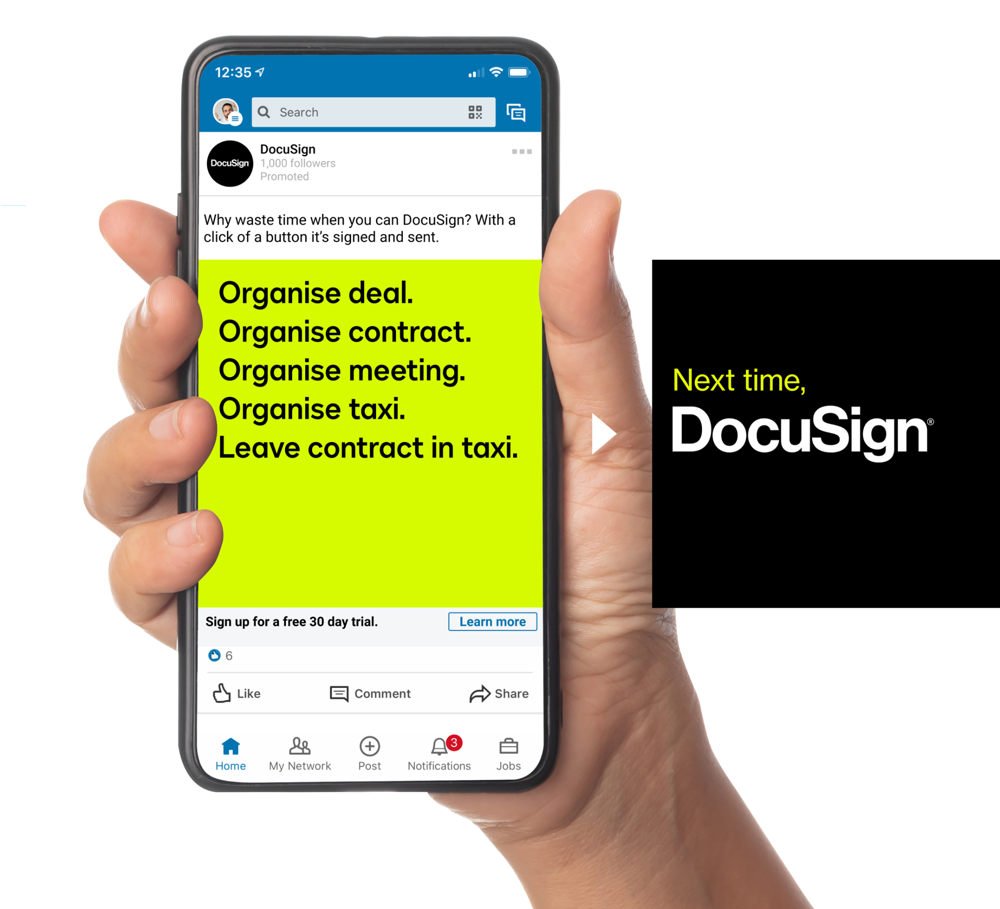 12:35
Search
DocuSign
DocuSign
1,000 followers
Promoted
Why waste time when you can DocuSign? With a
click of a button it’s signed and sent.
Organise deal.
Organise contract.
Organise meeting.
Organise taxi.
Leave contract in taxi.
Next time,
DocuSign®
Sign up for a free 30 day trial.
Learn more
6
Like
Comment
Share
3
Home
My Network
Post
Notifications
Jobs